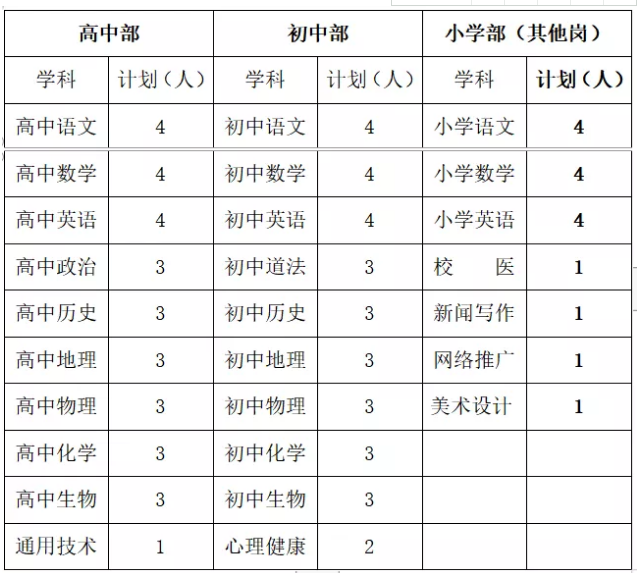 高中部 初中部 小学部（其他岗）
学科 计划（人） 学科 计划（人） 学科 计划（人）
高中语文 4 初中语文 4 小学语文 4
高中数学 4 初中数学 4 小学数学 4
高中英语 4 初中英语 4 小学英语 4
高中政治 3 初中道法 3 校 医 1
高中历史 3 初中历史 3 新闻写作 1
高中地理 3 初中地理 3 网络推广 1
高中物理 3 初中物理 3 美术设计 1
高中化学 3 初中化学 3
高中生物 3 初中生物 3
通用技术 1 心理健康 2